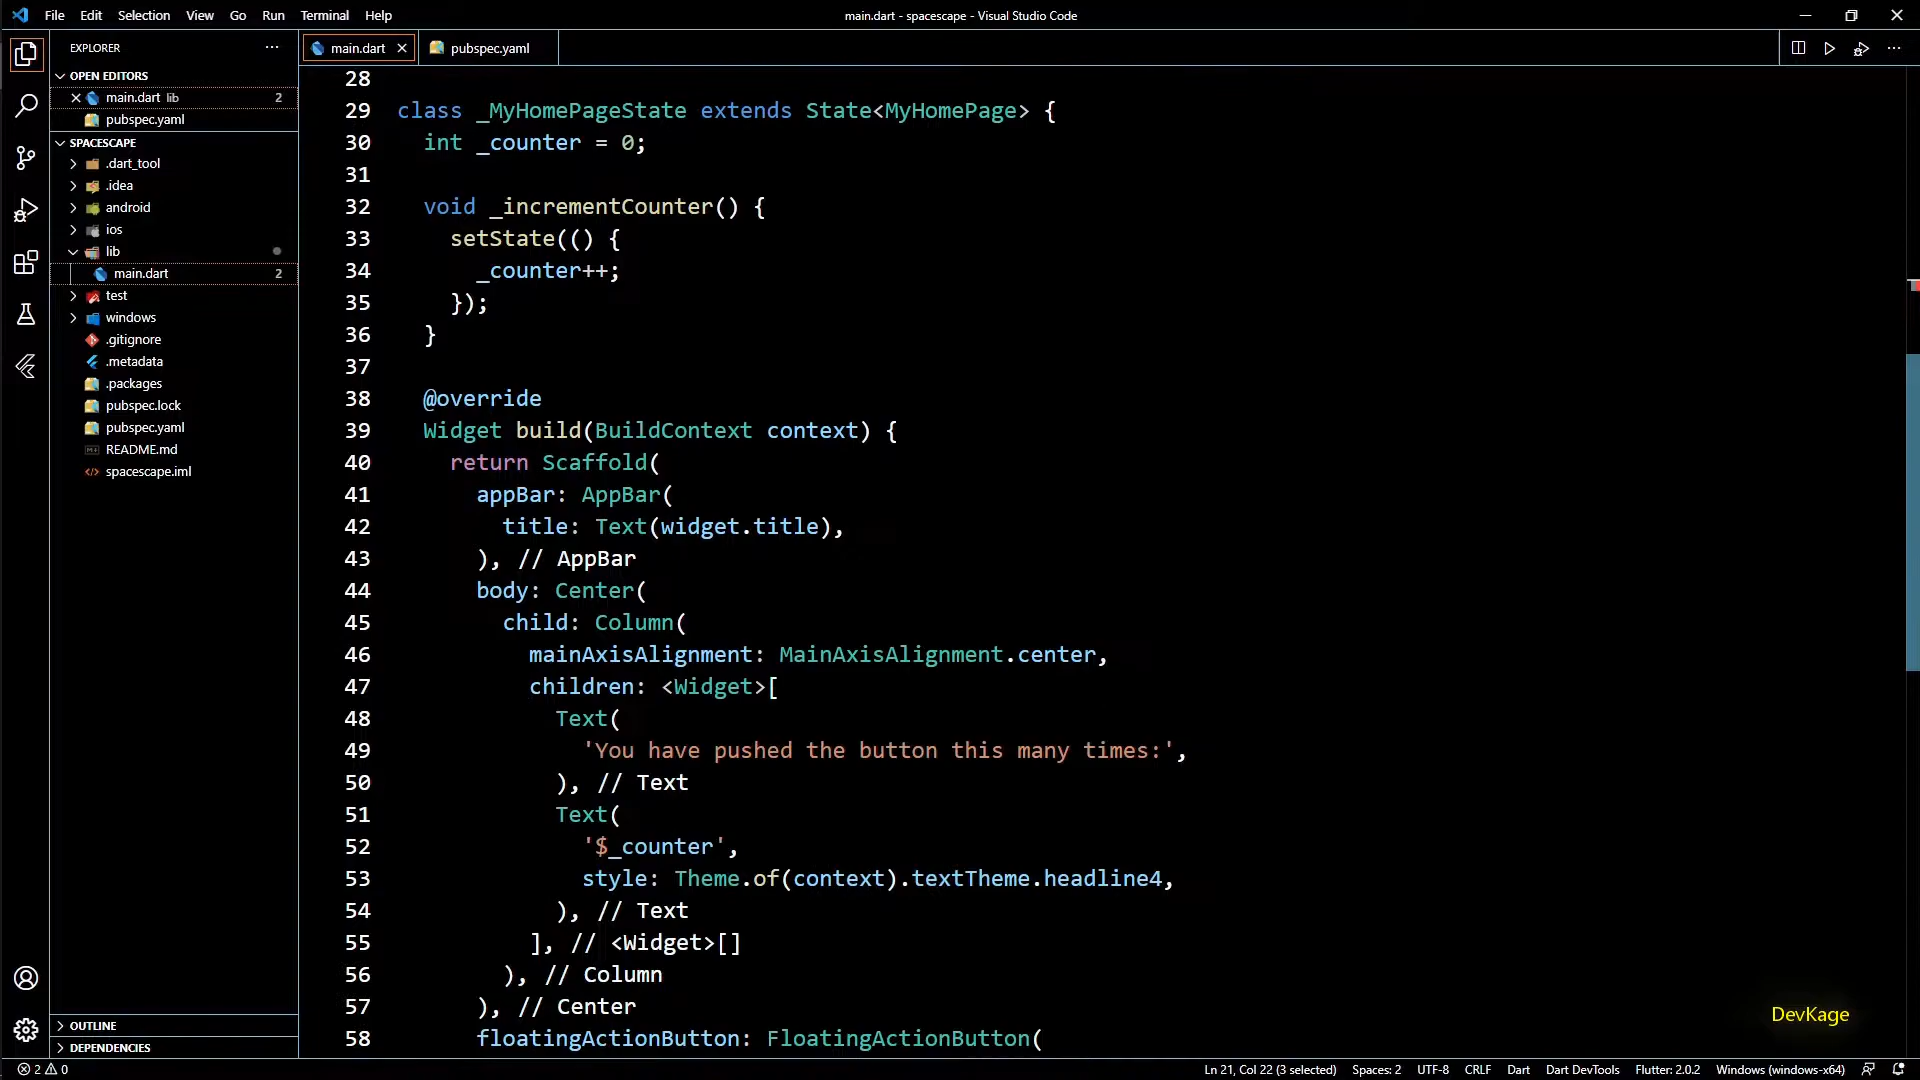 File Edit Selection View Go Run Terminal Help
main.dart - spacescape - Visual Studio Code
EXPLORER
OPEN EDITORS
main.dart lib 2
pubspec.yaml
SPACESCAPE
.dart_tool
.idea
android
ios
lib
main.dart 2
test
windows
.gitignore
.metadata
.packages
pubspec.lock
pubspec.yaml
README.md
spacescape.iml
OUTLINE
DEPENDENCIES
main.dart
pubspec.yaml
28
29 class _MyHomePageState extends State<MyHomePage> {
30   int _counter = 0;
31
32   void _incrementCounter() {
33     setState(() {
34       _counter++;
35     });
36   }
37
38   @override
39   Widget build(BuildContext context) {
40     return Scaffold(
41       appBar: AppBar(
42         title: Text(widget.title),
43       ), // AppBar
44       body: Center(
45         child: Column(
46           mainAxisAlignment: MainAxisAlignment.center,
47           children: <Widget>[
48             Text(
49               'You have pushed the button this many times:',
50             ), // Text
51             Text(
52               '$_counter',
53               style: Theme.of(context).textTheme.headline4,
54             ), // Text
55           ], // <Widget>[]
56         ), // Column
57       ), // Center
58       floatingActionButton: FloatingActionButton(
DevKage
2 0
Ln 21, Col 22 (3 selected) Spaces: 2 UTF-8 CRLF Dart Dart DevTools Flutter: 2.0.2 Windows (windows-x64)